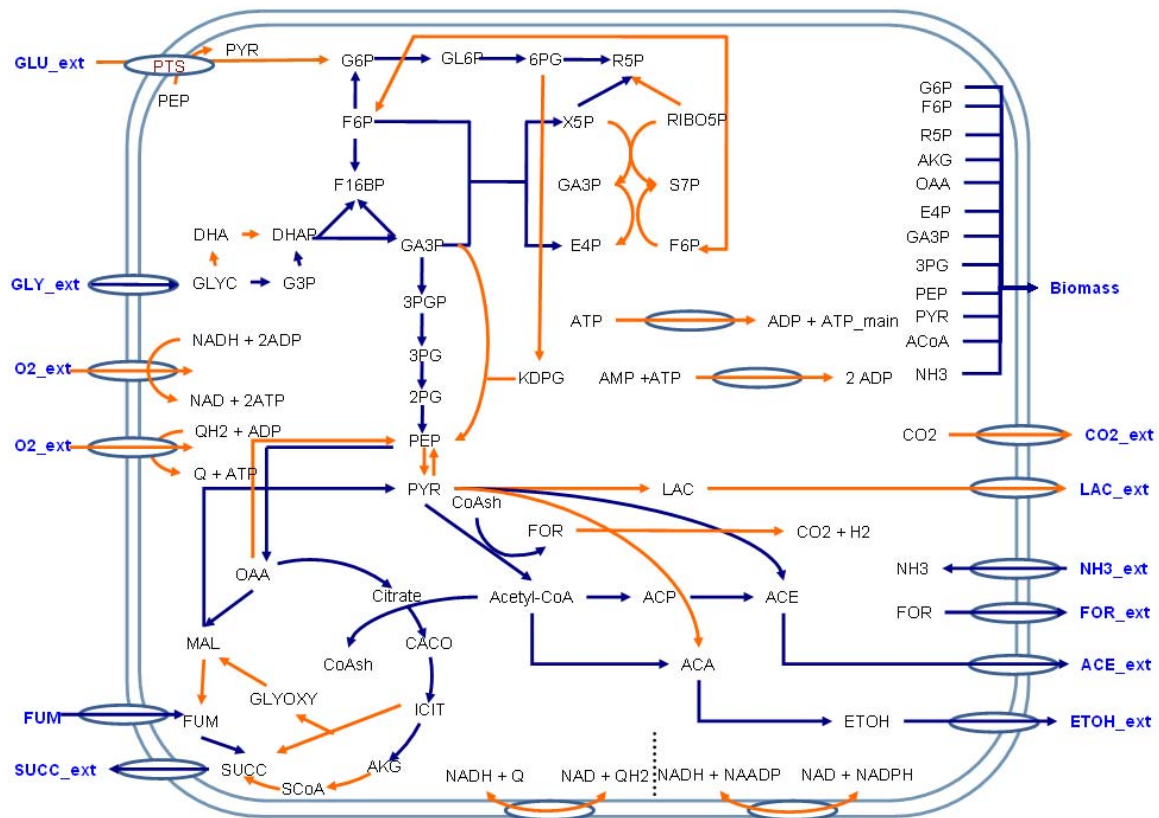 PYR
GLU_ext
PTS
PEP
G6P
GL6P
6PG
R5P
F6P
X5P
RIBO5P
F16BP
GA3P
S7P
DHA
DHAP
GA3P
E4P
F6P
GLY_ext
GLYC
G3P
3PGP
ATP
ADP + ATP_main
NADH + 2ADP
O2_ext
3PG
NAD + 2ATP
2PG
KDPG
AMP +ATP
2 ADP
G6P
F6P
R5P
AKG
OAA
E4P
GA3P
3PG
PEP
PYR
ACoA
NH3
Biomass
QH2 + ADP
O2_ext
Q + ATP
PEP
CO2
CO2_ext
PYR
CoAsh
LAC
LAC_ext
FOR
CO2 + H2
OAA
NH3
NH3_ext
Citrate
Acetyl-CoA
ACP
ACE
FOR
FOR_ext
MAL
CoAsh
CACO
ACA
ACE_ext
GLYOXY
ICIT
FUM
FUM
ETOH
ETOH_ext
SUCC_ext
SUCC
AKG
SCoA
NADH + Q
NAD + QH2
NADH + NAADP
NAD + NADPH